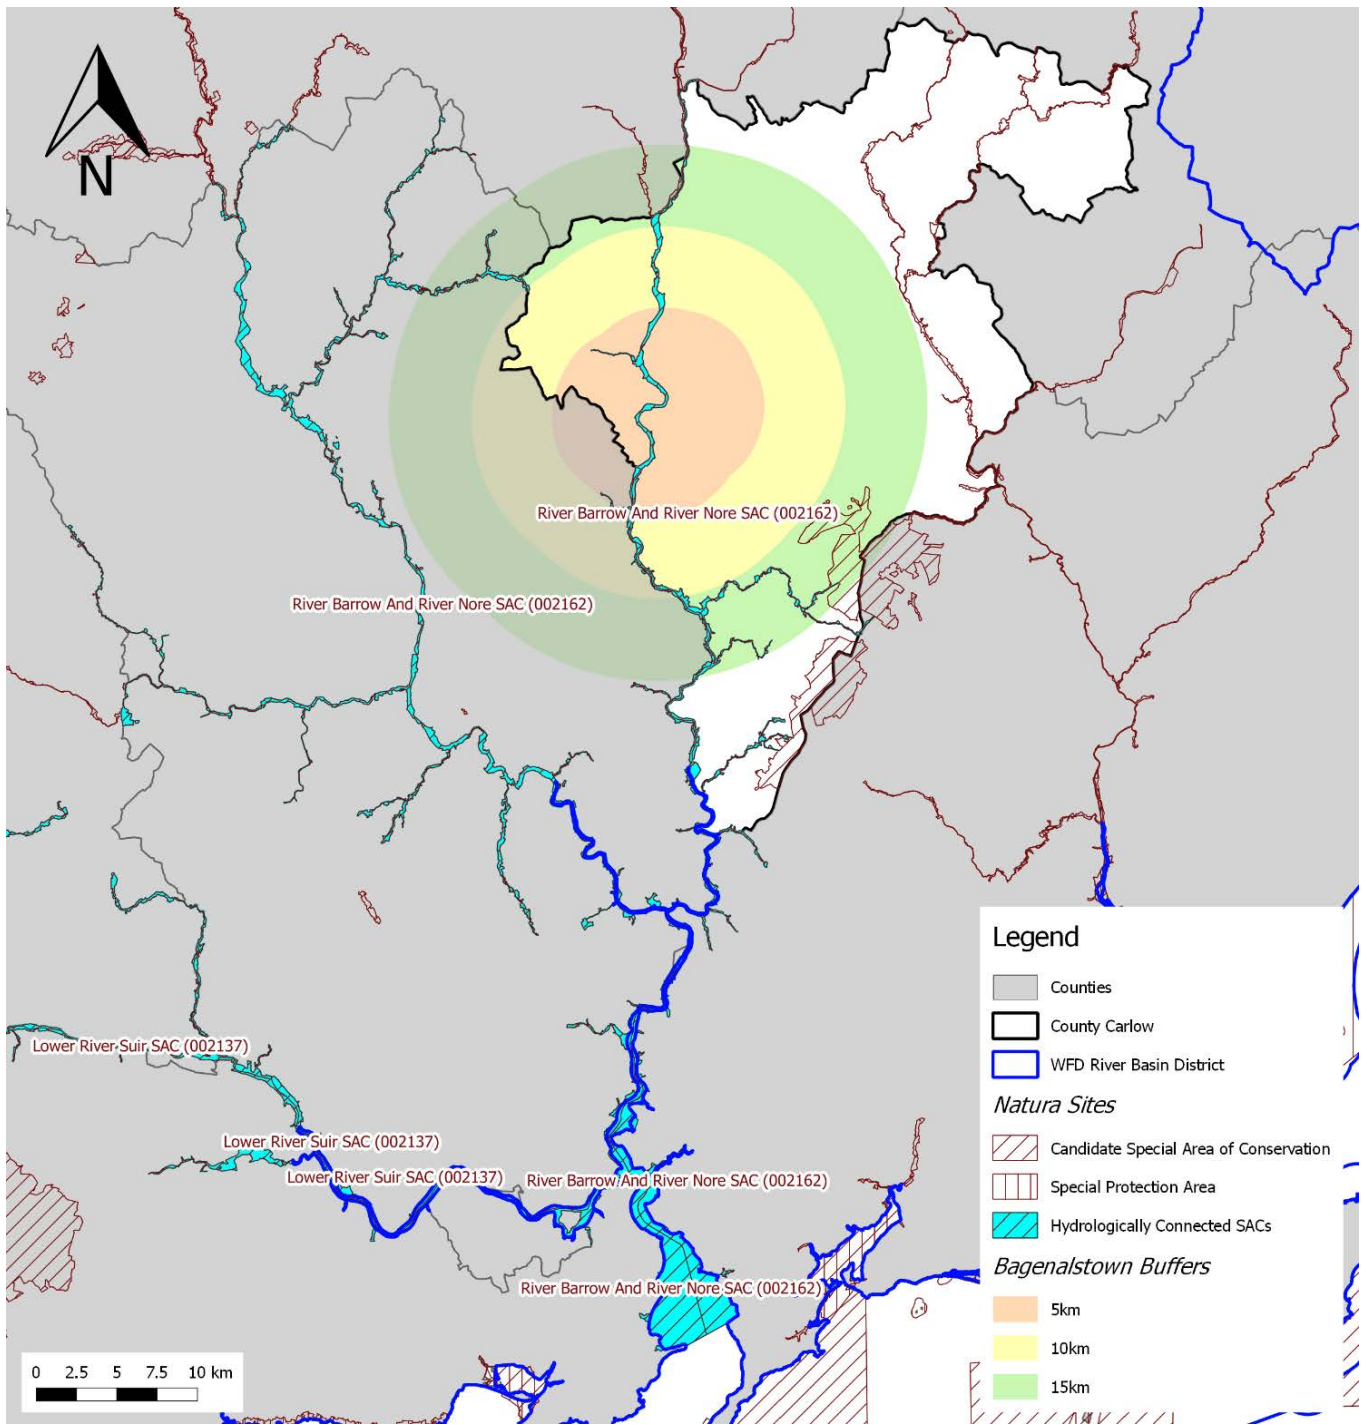 N
River Barrow And River Nore SAC (002162)
River Barrow And River Nore SAC (002162)
Lower River Suir SAC (002137)
Lower River Suir SAC (002137)
Lower River Suir SAC (002137)
River Barrow And River Nore SAC (002162)
River Barrow And River Nore SAC (002162)
Legend
Counties
County Carlow
WFD River Basin District
Natura Sites
Candidate Special Area of Conservation
Special Protection Area
Hydrologically Connected SACs
Bagenalstown Buffers
5km
10km
15km
0 2.5 5 7.5 10 km